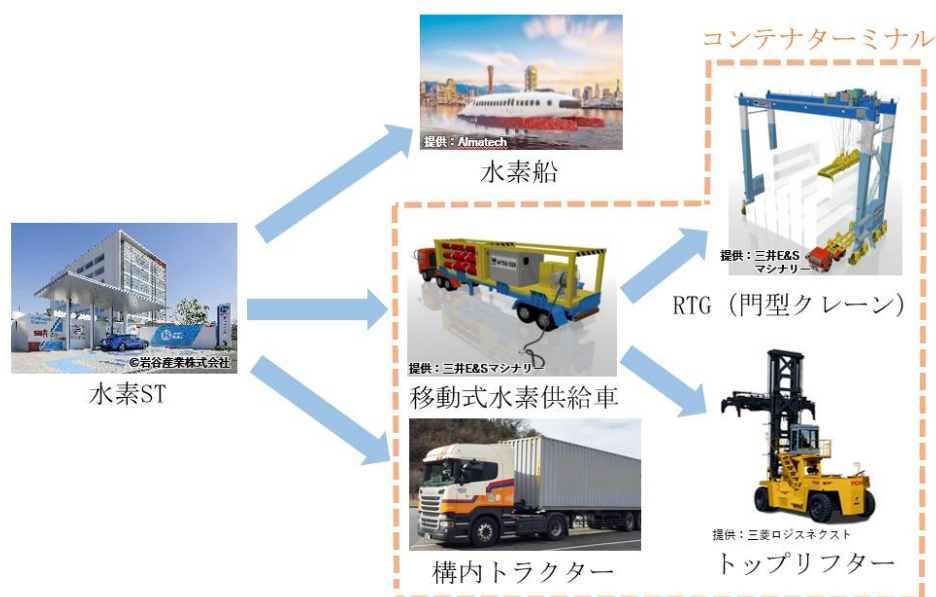 コンテナターミナル
提供：Almatech
水素船
提供：三井E&S
マシナリー
RTG（門型クレーン）
©岩谷産業株式会社
水素ST
提供：三井E&Sマシナリー
移動式水素供給車
構内トラクター
提供：三菱ロジスネクスト
トップリフター